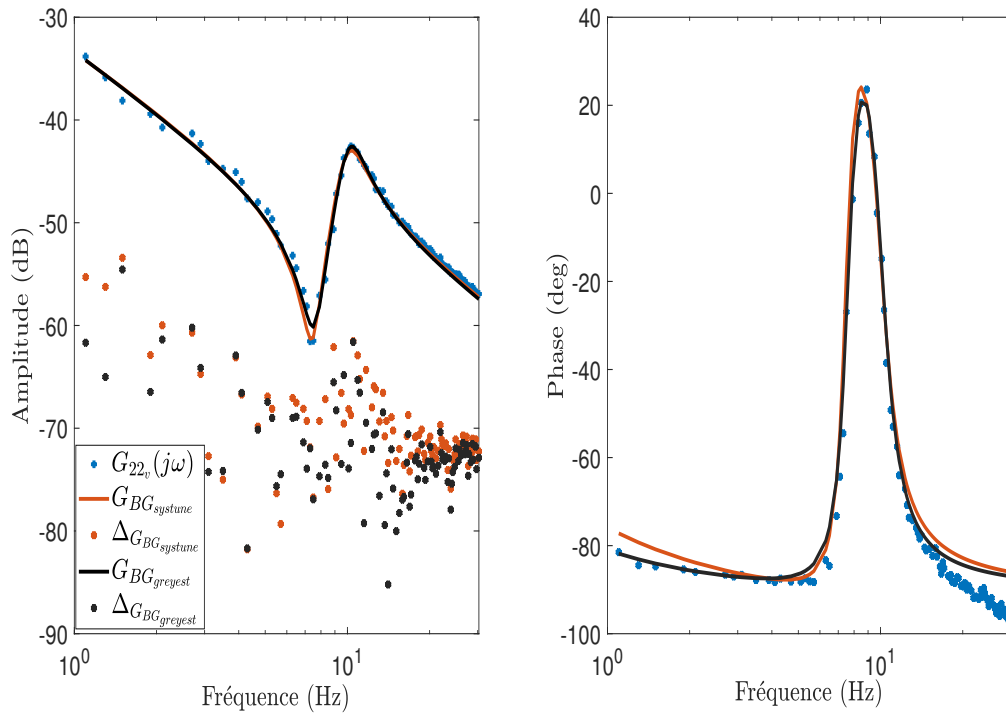 -30
-40
-50
-60
-70
-80
-90
Amplitude (dB)
G_{22_v}(jω)
G_{BG_{systune}}
Δ_{G_{BG_{systune}}}
G_{BG_{greyest}}
Δ_{G_{BG_{greyest}}}
10^0
10^1
Fréquence (Hz)
40
20
0
-20
-40
-60
-80
-100
Phase (deg)
10^0
10^1
Fréquence (Hz)